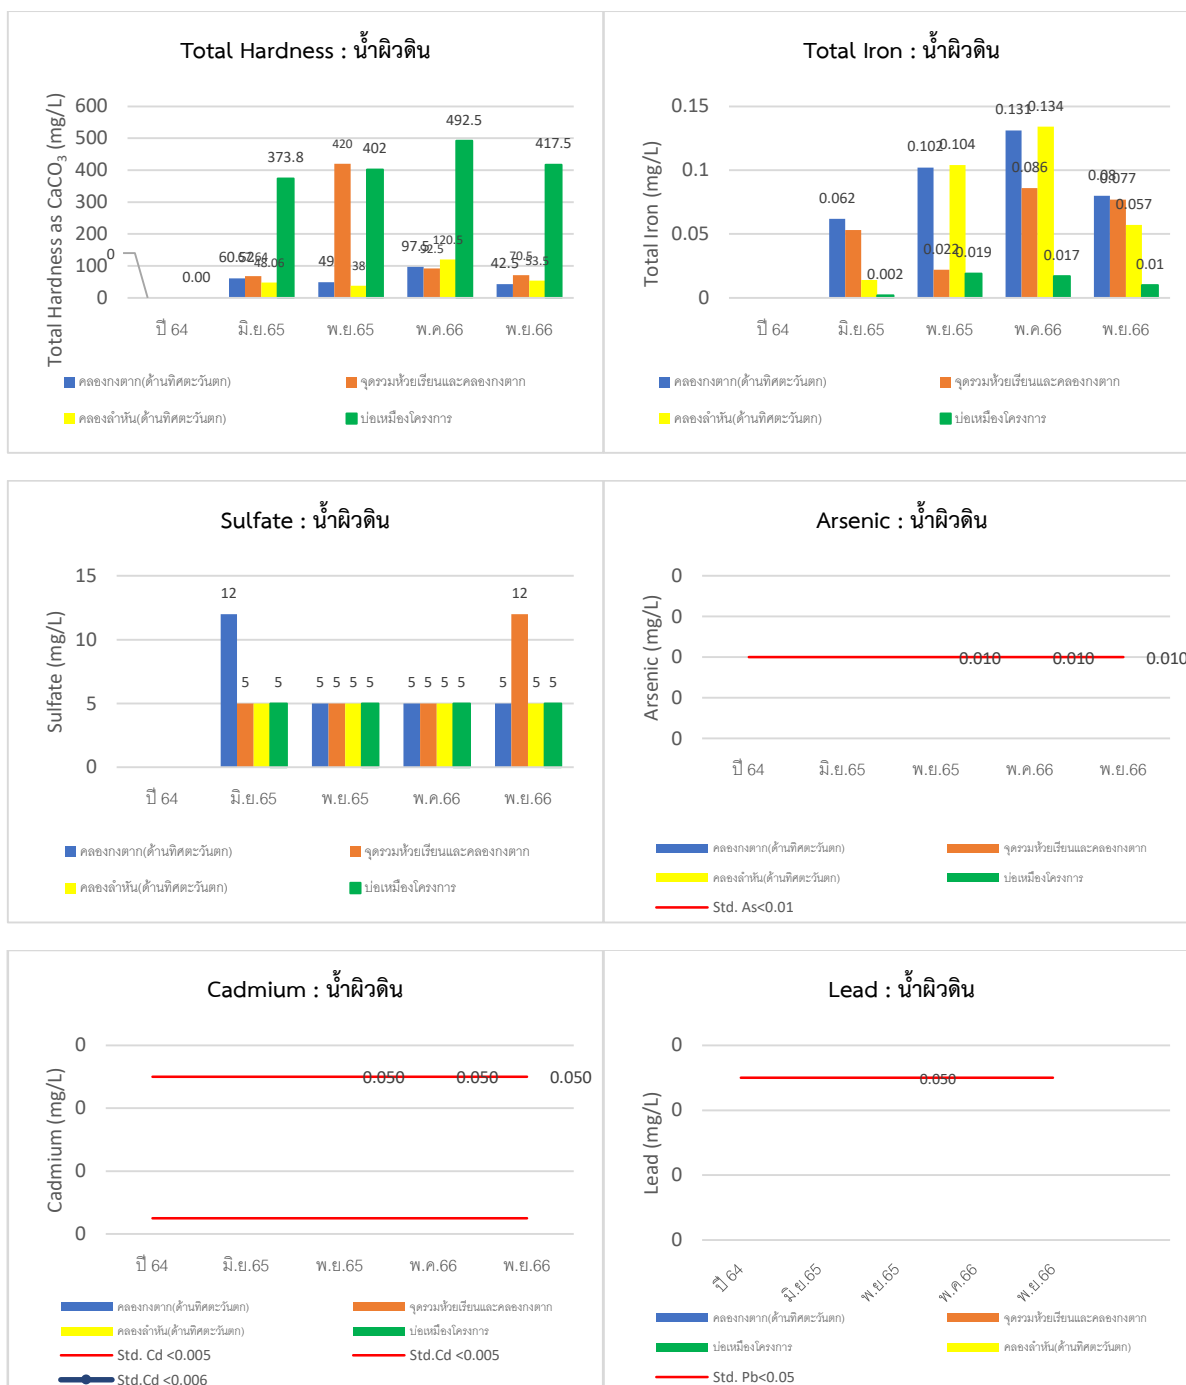 Total Hardness : น้ำผิวดิน
Total Hardness as CaCO3 (mg/L)
600
500
400
300
200
100
0
0
0.00
60.52
48.06
373.8
49
420
38
402
97.5
92.5
120.5
492.5
42.5
70.5
53.5
417.5
ปี 64 มิ.ย.65 พ.ย.65 พ.ค.66 พ.ย.66
คลองกงตาก(ด้านทิศตะวันตก) จุดรวมห้วยเรียนและคลองกงตาก
คลองลำหัน(ด้านทิศตะวันตก) บ่อเหมืองโครงการ
Total Iron : น้ำผิวดิน
Total Iron (mg/L)
0.15
0.1
0.05
0
0.062
0.002
0.102
0.022
0.104
0.019
0.131
0.086
0.134
0.017
0.08
0.077
0.057
0.01
ปี 64 มิ.ย.65 พ.ย.65 พ.ค.66 พ.ย.66
คลองกงตาก(ด้านทิศตะวันตก) จุดรวมห้วยเรียนและคลองกงตาก
คลองลำหัน(ด้านทิศตะวันตก) บ่อเหมืองโครงการ
Sulfate : น้ำผิวดิน
Sulfate (mg/L)
15
10
5
0
12 5 5
5 5 5 5
5 5 5 5
5 12 5 5
ปี 64 มิ.ย.65 พ.ย.65 พ.ค.66 พ.ย.66
คลองกงตาก(ด้านทิศตะวันตก) จุดรวมห้วยเรียนและคลองกงตาก
คลองลำหัน(ด้านทิศตะวันตก) บ่อเหมืองโครงการ
Arsenic : น้ำผิวดิน
Arsenic (mg/L)
0
0
0
0
0
0.010 0.010 0.010
ปี 64 มิ.ย.65 พ.ย.65 พ.ค.66 พ.ย.66
คลองกงตาก(ด้านทิศตะวันตก) จุดรวมห้วยเรียนและคลองกงตาก
คลองลำหัน(ด้านทิศตะวันตก) บ่อเหมืองโครงการ
Std. As<0.01
Cadmium : น้ำผิวดิน
Cadmium (mg/L)
0
0
0
0
0.050 0.050 0.050
ปี 64 มิ.ย.65 พ.ย.65 พ.ค.66 พ.ย.66
คลองกงตาก(ด้านทิศตะวันตก) จุดรวมห้วยเรียนและคลองกงตาก
คลองลำหัน(ด้านทิศตะวันตก) บ่อเหมืองโครงการ
Std. Cd <0.005 Std.Cd <0.005
Std.Cd <0.006
Lead : น้ำผิวดิน
Lead (mg/L)
0
0
0
0
0.050
ปี 64 มิ.ย.65 พ.ย.65 พ.ค.66 พ.ย.66
คลองกงตาก(ด้านทิศตะวันตก) จุดรวมห้วยเรียนและคลองกงตาก
บ่อเหมืองโครงการ คลองลำหัน(ด้านทิศตะวันตก)
Std. Pb<0.05